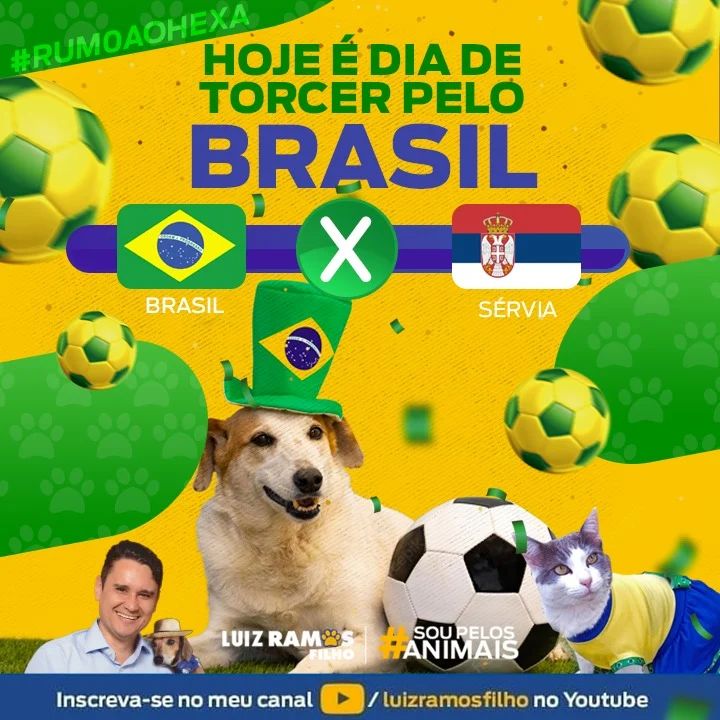 #RUMOAOHEXA
HOJE É DIA DE
TORCER PELO
BRASIL
X
BRASIL
SÉRVIA
LUIZ RAMOS
FILHO
#SOU PELOS
ANIMAIS
Inscreva-se no meu canal / luizramosfilho no Youtube